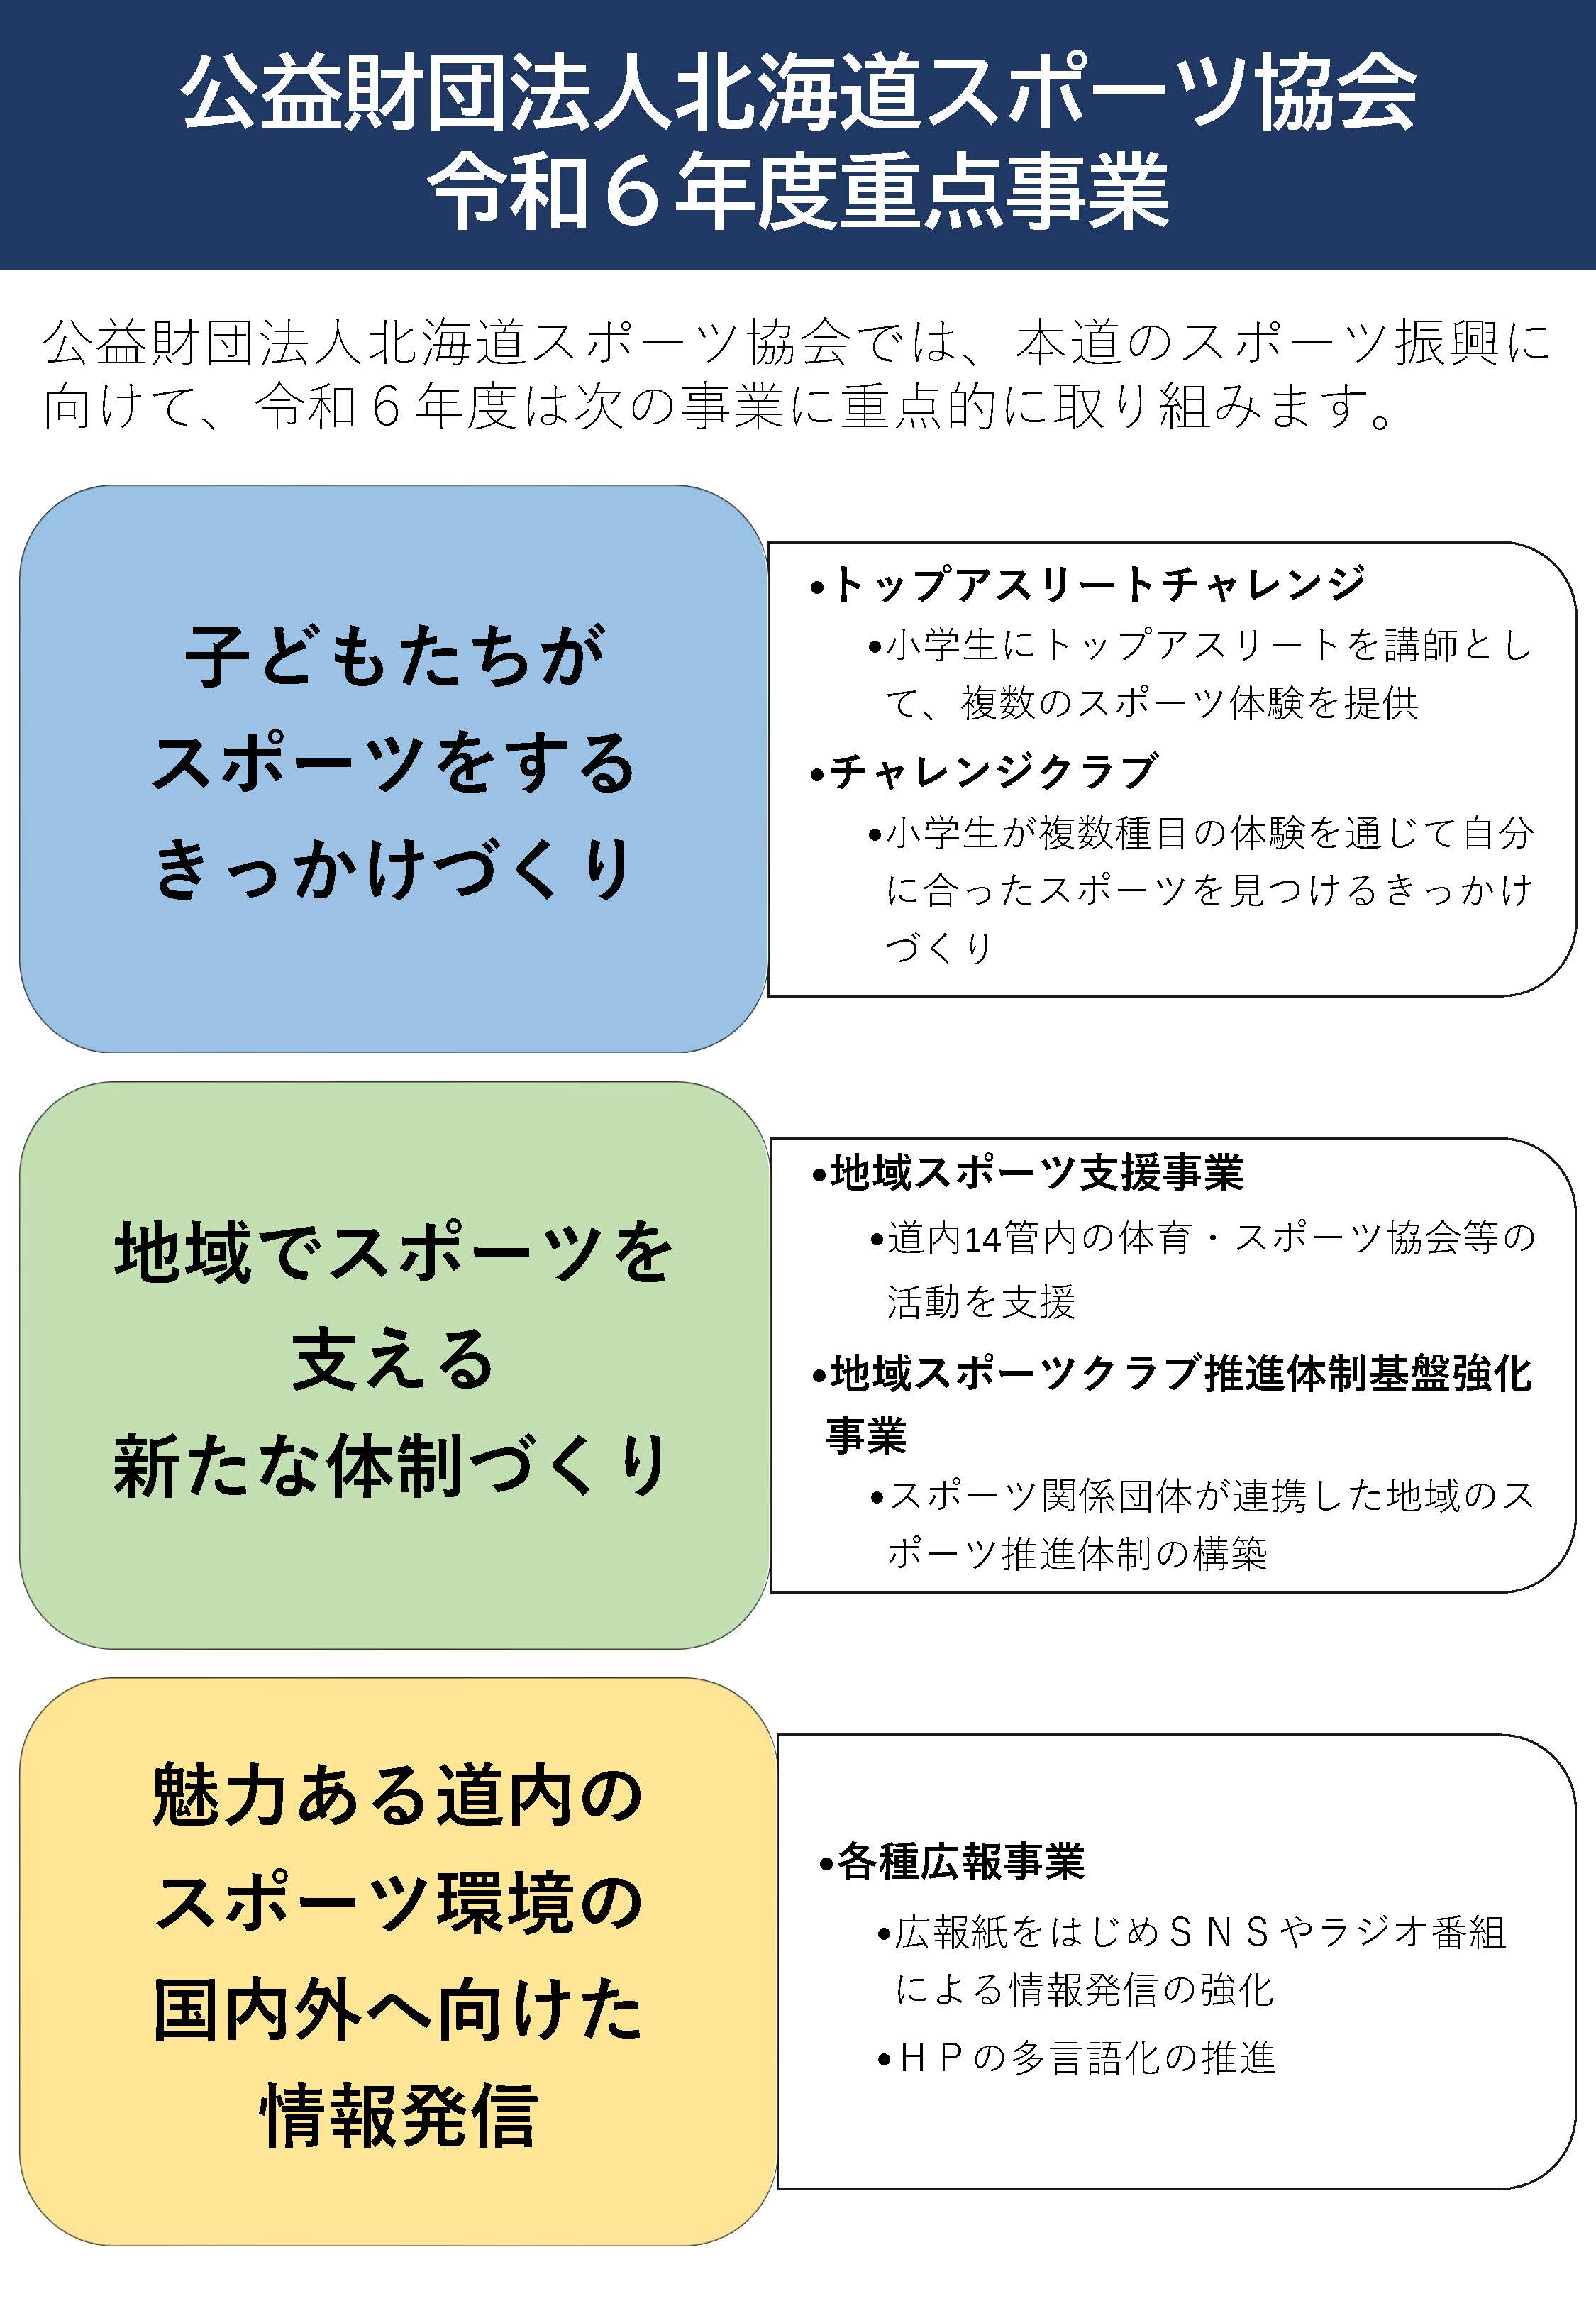 公益財団法人北海道スポーツ協会
令和６年度重点事業
公益財団法人北海道スポーツ協会では、本道のスポーツ振興に
向けて、令和６年度は次の事業に重点的に取り組みます。
子どもたちが
スポーツをする
きっかけづくり
•トップアスリートチャレンジ
•小学生にトップアスリートを講師とし
て、複数のスポーツ体験を提供
•チャレンジクラブ
•小学生が複数種目の体験を通じて自分
に合ったスポーツを見つけるきっかけ
づくり
地域でスポーツを
支える
新たな体制づくり
•地域スポーツ支援事業
•道内14管内の体育・スポーツ協会等の
活動を支援
•地域スポーツクラブ推進体制基盤強化
事業
•スポーツ関係団体が連携した地域のス
ポーツ推進体制の構築
魅力ある道内の
スポーツ環境の
国内外へ向けた
情報発信
•各種広報事業
•広報紙をはじめＳＮＳやラジオ番組
による情報発信の強化
•ＨＰの多言語化の推進